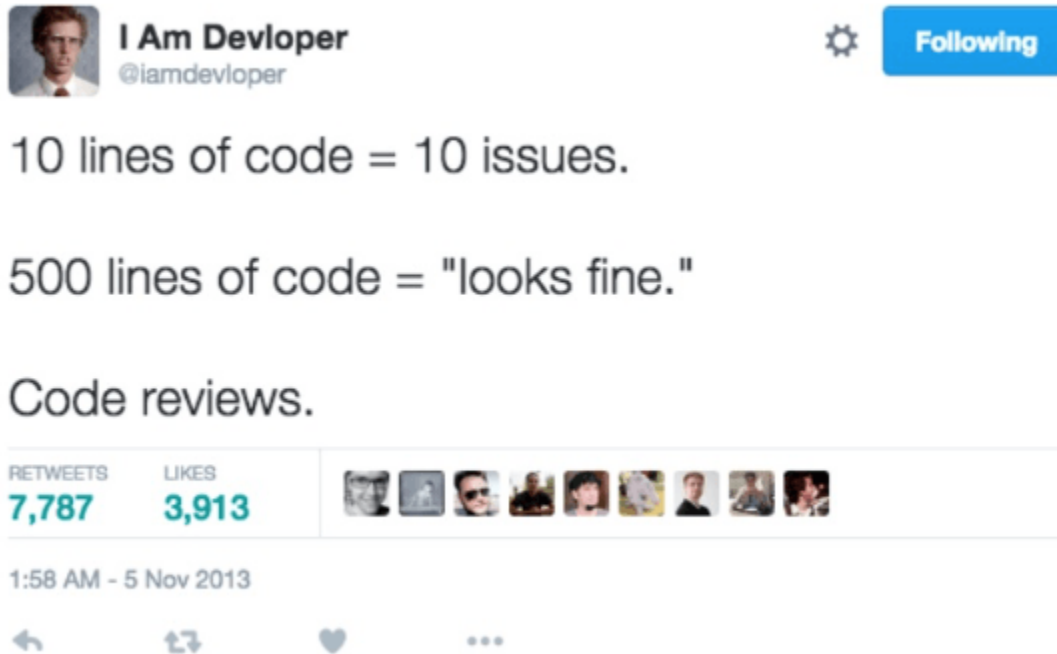 I Am Devloper
Following
@iamdevloper
10 lines of code = 10 issues.
500 lines of code = "looks fine."
Code reviews.
RETWEETS LIKES
7,787 3,913
1:58 AM - 5 Nov 2013